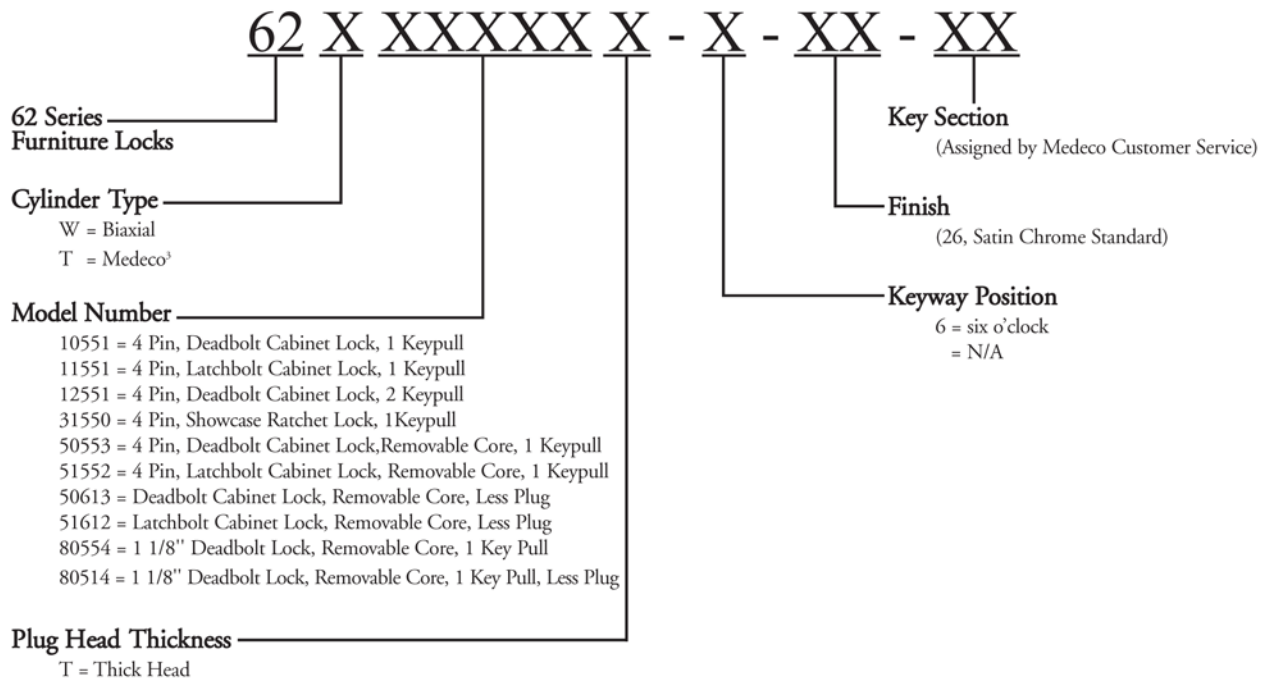 62 X XXXXX X - X - XX - XX
62 Series
Furniture Locks
Cylinder Type
W = Biaxial
T = Medeco³
Model Number
10551 = 4 Pin, Deadbolt Cabinet Lock, 1 Keypull
11551 = 4 Pin, Latchbolt Cabinet Lock, 1 Keypull
12551 = 4 Pin, Deadbolt Cabinet Lock, 2 Keypull
31550 = 4 Pin, Showcase Ratchet Lock, 1Keypull
50553 = 4 Pin, Deadbolt Cabinet Lock,Removable Core, 1 Keypull
51552 = 4 Pin, Latchbolt Cabinet Lock, Removable Core, 1 Keypull
50613 = Deadbolt Cabinet Lock, Removable Core, Less Plug
51612 = Latchbolt Cabinet Lock, Removable Core, Less Plug
80554 = 1 1/8" Deadbolt Lock, Removable Core, 1 Key Pull
80514 = 1 1/8" Deadbolt Lock, Removable Core, 1 Key Pull, Less Plug
Plug Head Thickness
T = Thick Head
Key Section
(Assigned by Medeco Customer Service)
Finish
(26, Satin Chrome Standard)
Keyway Position
6 = six o'clock
= N/A